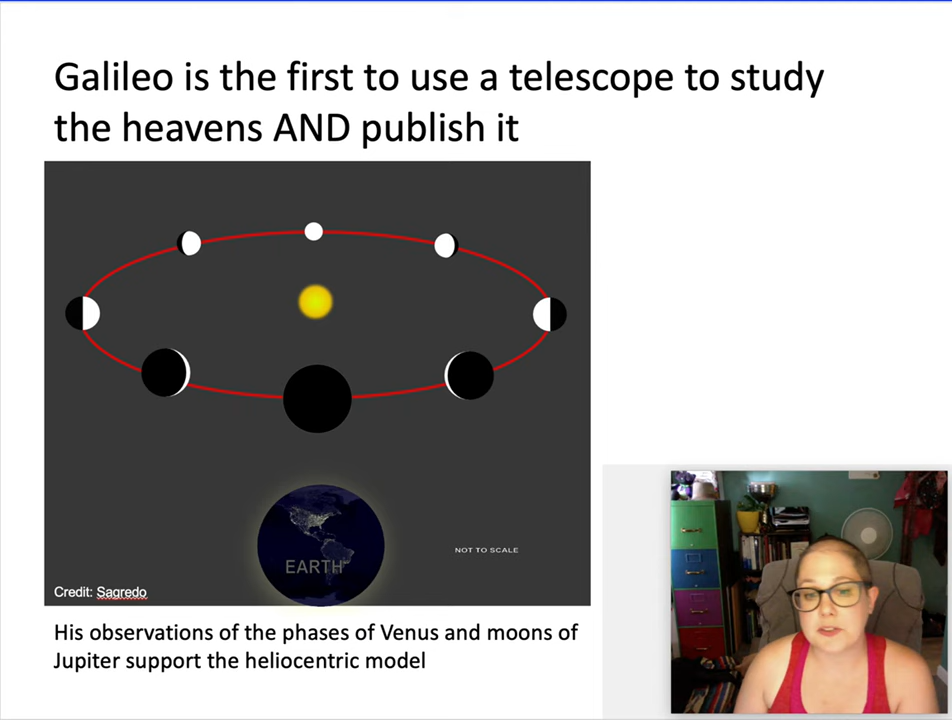 Galileo is the first to use a telescope to study
the heavens AND publish it
EARTH
NOT TO SCALE
Credit: Sagredo
His observations of the phases of Venus and moons of
Jupiter support the heliocentric model